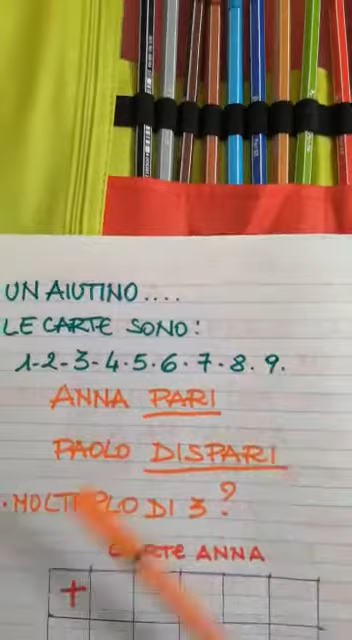 UN AIUTINO....
LE CARTE SONO:
1-2-3-4-5-6-7-8-9.
ANNA PARI
PAOLO DISPARI
DI 3?
ANNA
+